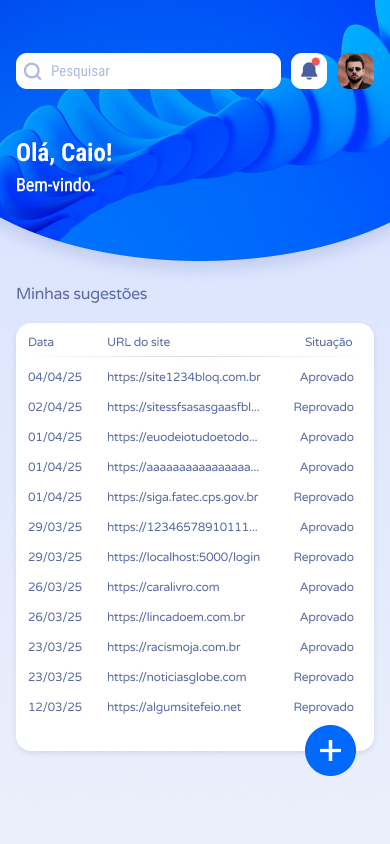 Pesquisar
Olá, Caio!
Bem-vindo.
Minhas sugestões
Data URL do site Situação
04/04/25 https://site1234bloq.com.br Aprovado
02/04/25 https://sitessfsasasgaasfbl... Reprovado
01/04/25 https://euodeiotudoetodo... Aprovado
01/04/25 https://aaaaaaaaaaaaaaaa... Aprovado
01/04/25 https://siga.fatec.cps.gov.br Reprovado
29/03/25 https://12346578910111... Aprovado
29/03/25 https://localhost:5000/login Reprovado
26/03/25 https://caralivro.com Aprovado
26/03/25 https://lincadoem.com.br Aprovado
23/03/25 https://racismoja.com.br Aprovado
23/03/25 https://noticiasglobe.com Reprovado
12/03/25 https://algumsitefeio.net Reprovado